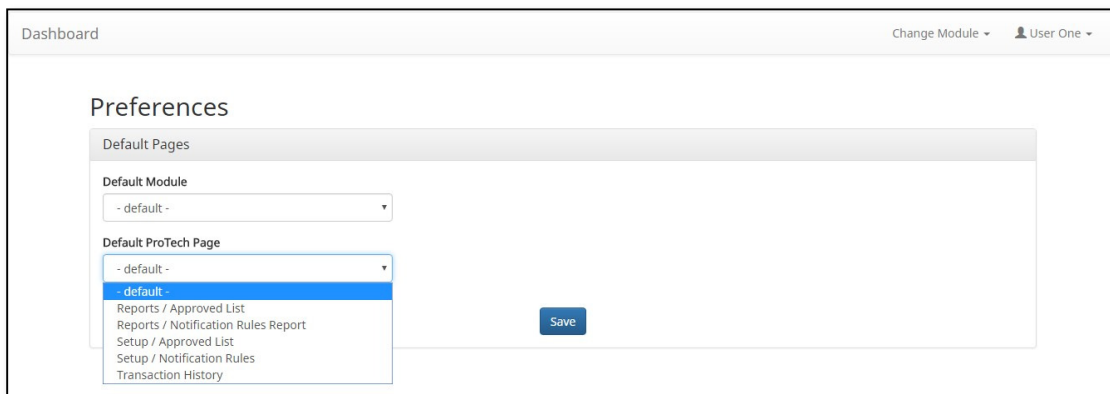 Dashboard
Change Module
User One
Preferences
Default Pages
Default Module
- default -
Default ProTech Page
- default -
- default -
Reports / Approved List
Reports / Notification Rules Report
Setup / Approved List
Setup / Notification Rules
Transaction History
Save